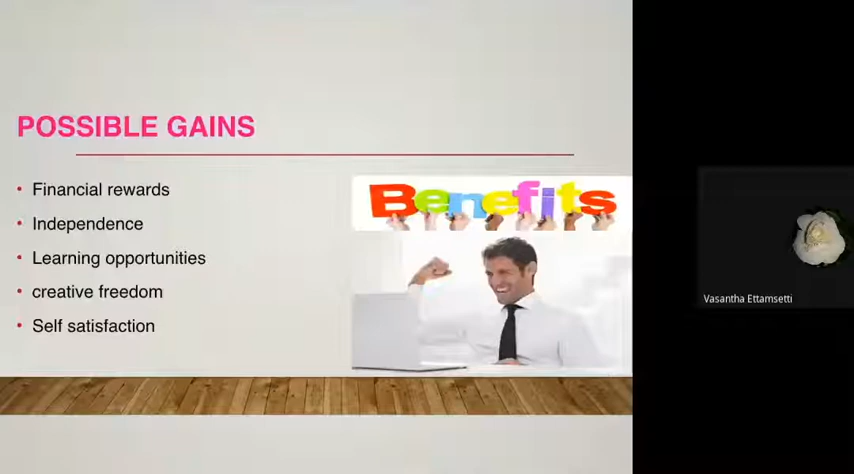 POSSIBLE GAINS
Financial rewards
Independence
Learning opportunities
creative freedom
Self satisfaction
Benefits
Vasantha Ettamsetti